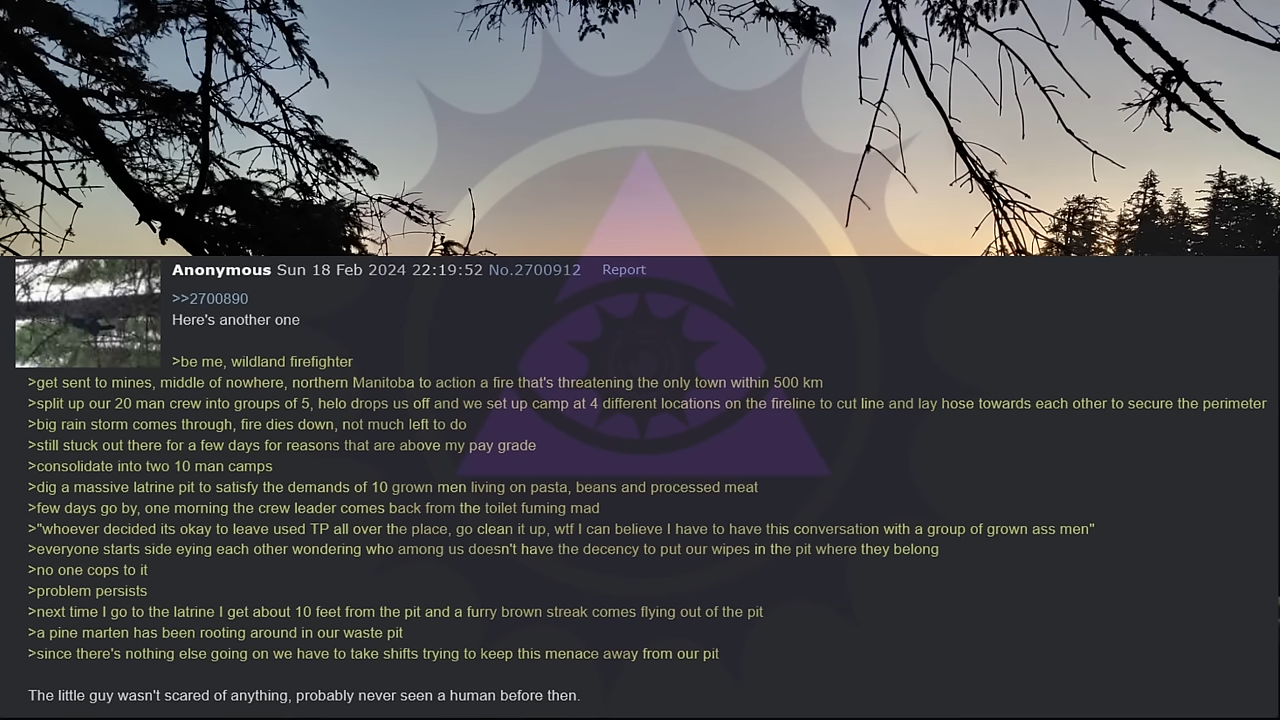 Anonymous Sun 18 Feb 2024 22:19:52 No.2700912 Report
>>2700890
Here's another one
>be me, wildland firefighter
>get sent to mines, middle of nowhere, northern Manitoba to action a fire that's threatening the only town within 500 km
>split up our 20 man crew into groups of 5, helo drops us off and we set up camp at 4 different locations on the fireline to cut line and lay hose towards each other to secure the perimeter
>big rain storm comes through, fire dies down, not much left to do
>still stuck out there for a few days for reasons that are above my pay grade
>consolidate into two 10 man camps
>dig a massive latrine pit to satisfy the demands of 10 grown men living on pasta, beans and processed meat
>few days go by, one morning the crew leader comes back from the toilet fuming mad
>"whoever decided its okay to leave used TP all over the place, go clean it up, wtf I can believe I have to have this conversation with a group of grown ass men"
>everyone starts side eying each other wondering who among us doesn't have the decency to put our wipes in the pit where they belong
>no one cops to it
>problem persists
>next time I go to the latrine I get about 10 feet from the pit and a furry brown streak comes flying out of the pit
>a pine marten has been rooting around in our waste pit
>since there's nothing else going on we have to take shifts trying to keep this menace away from our pit
The little guy wasn't scared of anything, probably never seen a human before then.